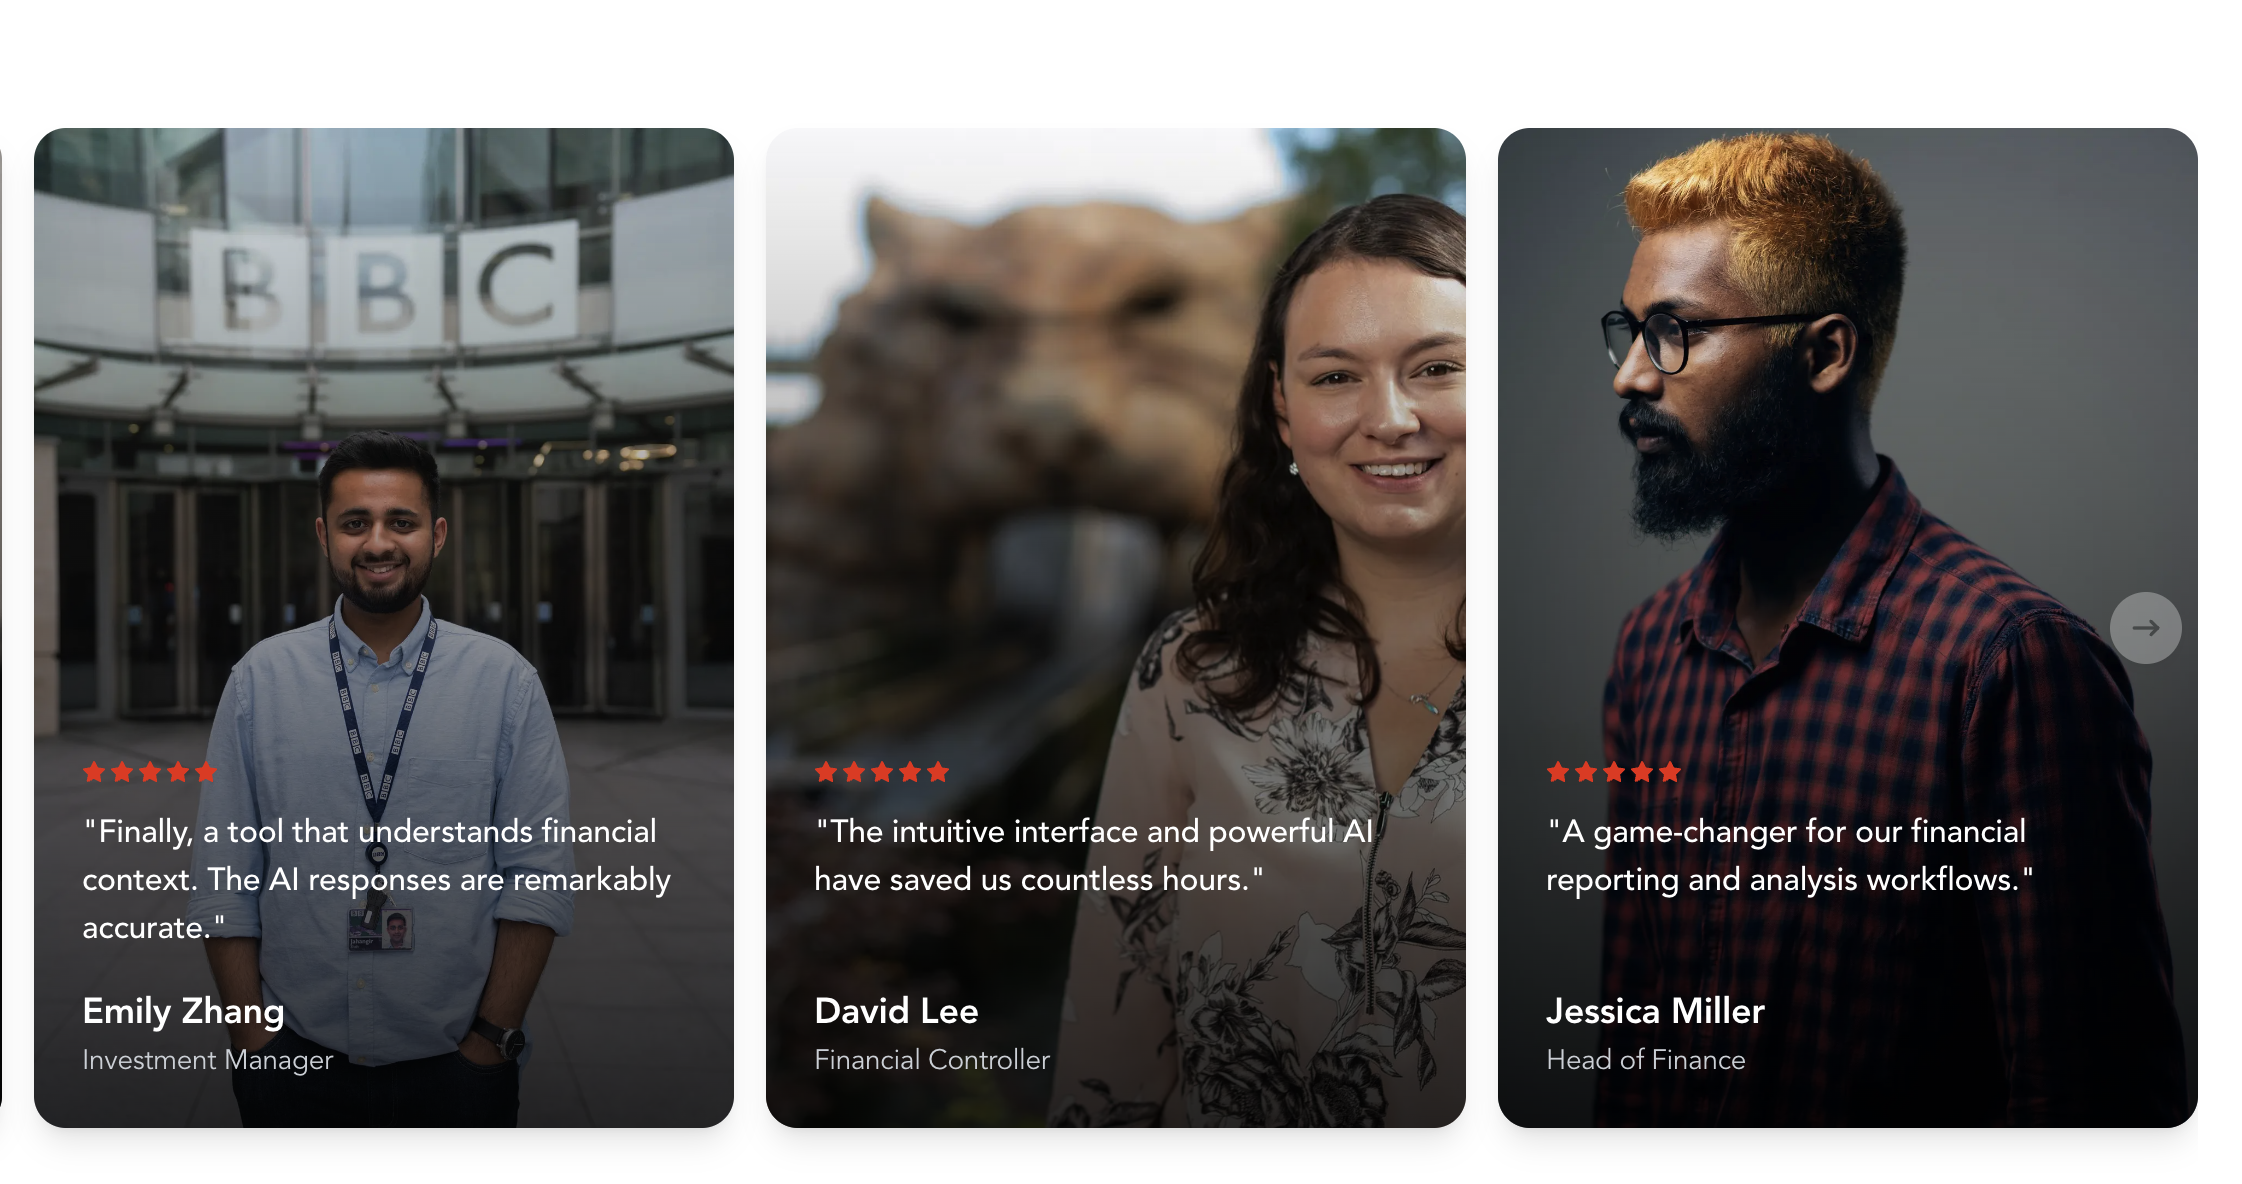 BBC
"Finally, a tool that understands financial
context. The AI responses are remarkably
accurate."
Emily Zhang
Investment Manager
"The intuitive interface and powerful AI
have saved us countless hours."
David Lee
Financial Controller
"A game-changer for our financial
reporting and analysis workflows."
Jessica Miller
Head of Finance